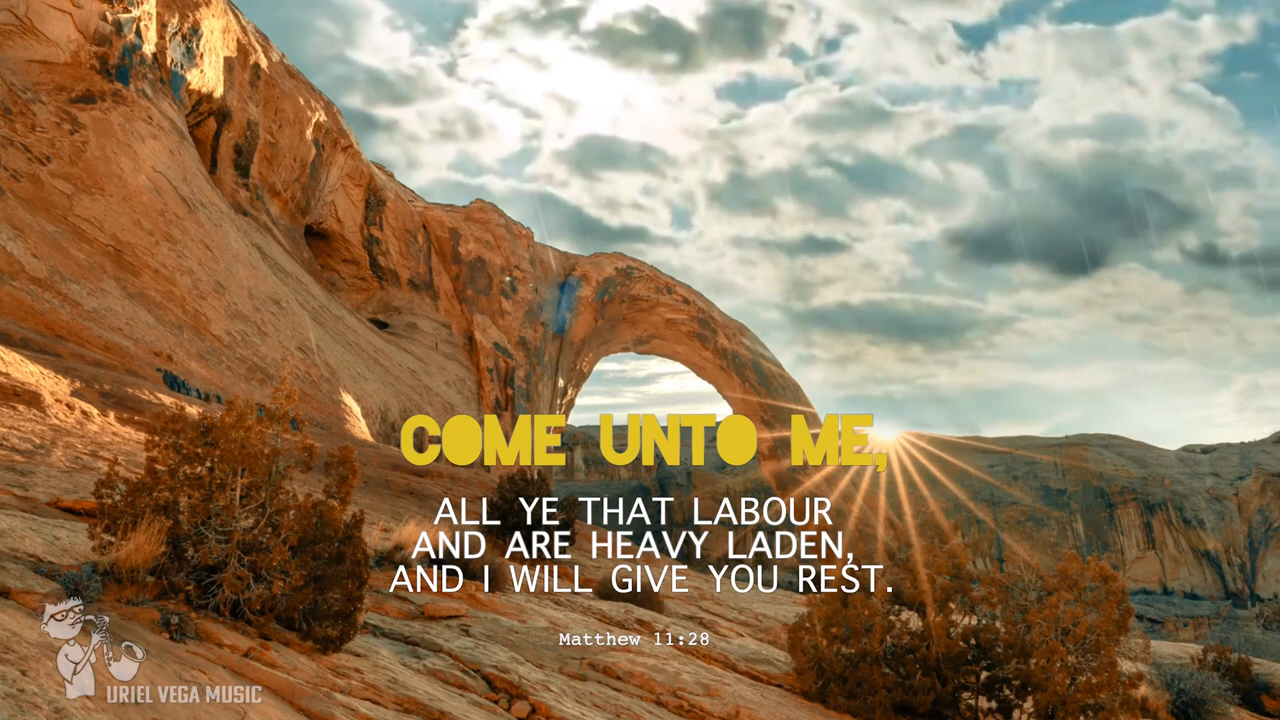 COME UNTO ME,
ALL YE THAT LABOUR
AND ARE HEAVY LADEN,
AND I WILL GIVE YOU REST.
Matthew 11:28
URIEL VEGA MUSIC